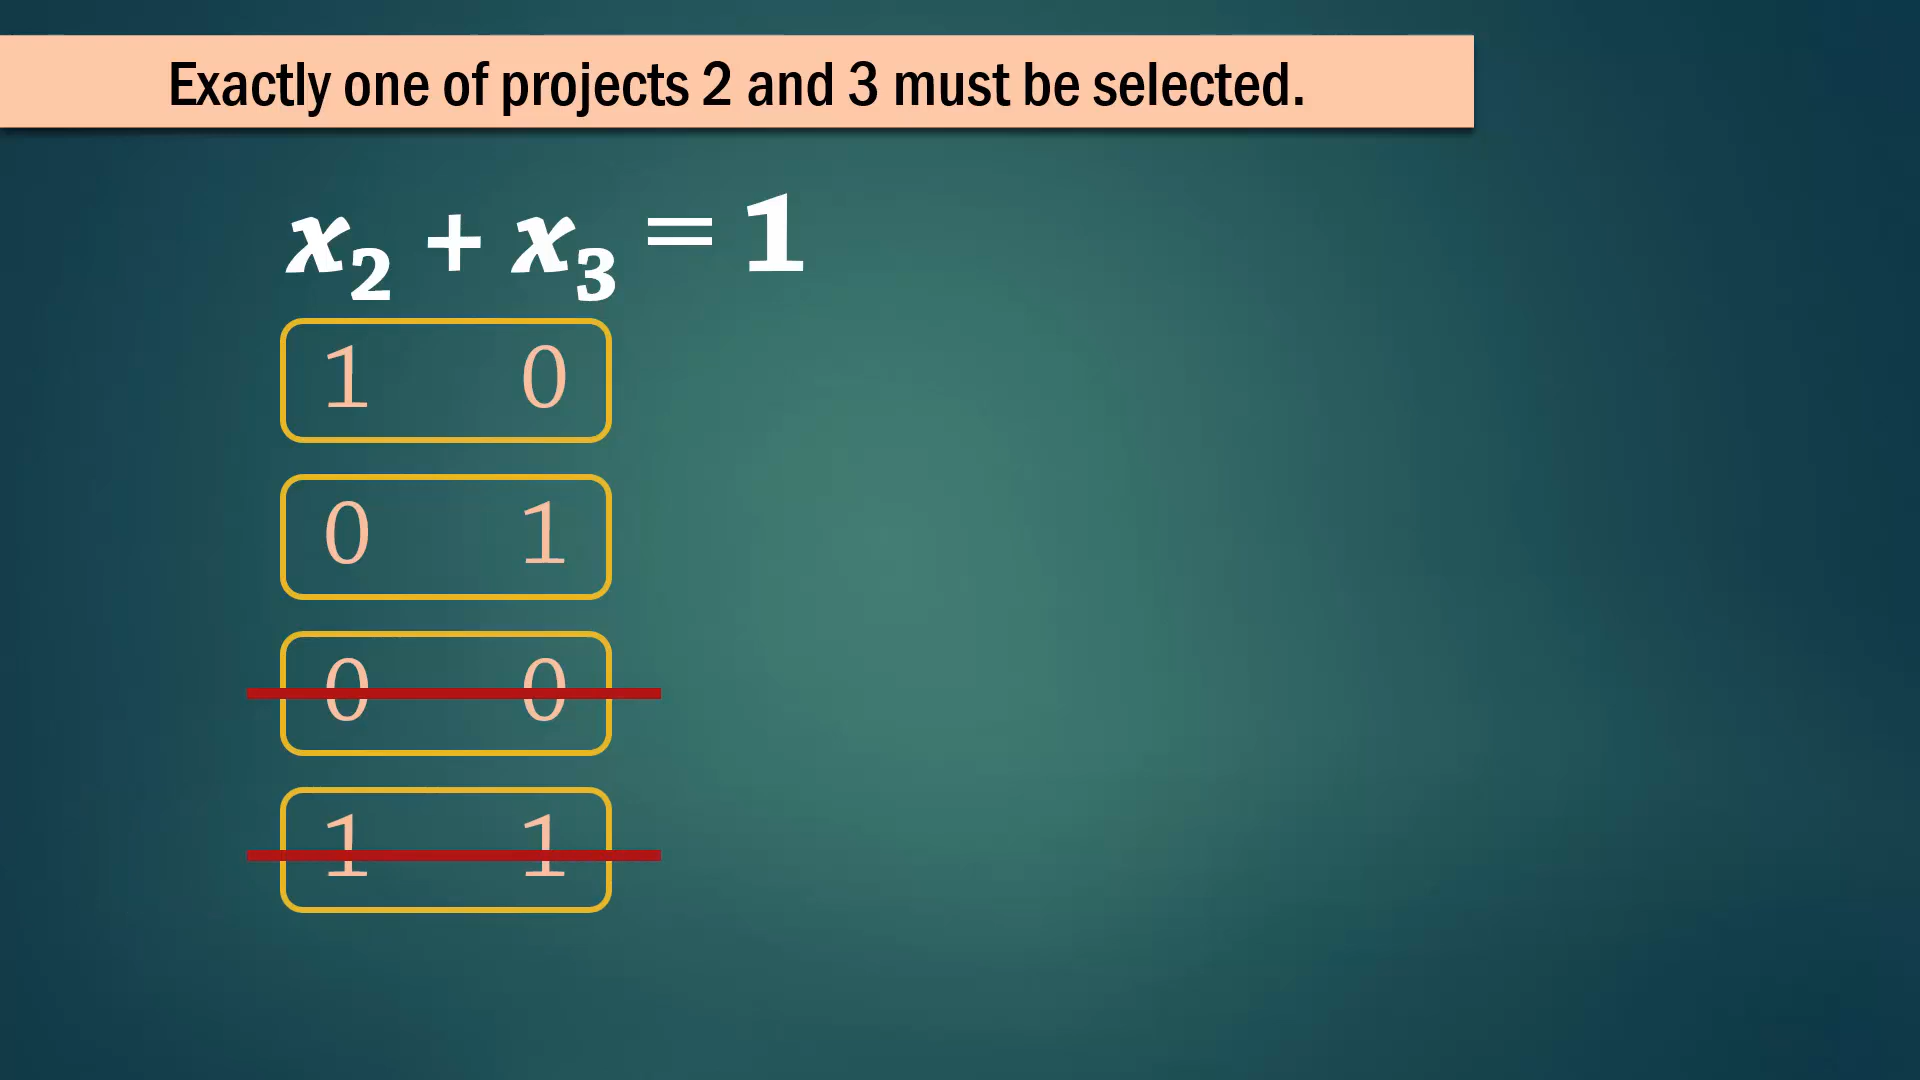 Exactly one of projects 2 and 3 must be selected.
x₂ + x₃ = 1
1 0
0 1
0 0
1 1